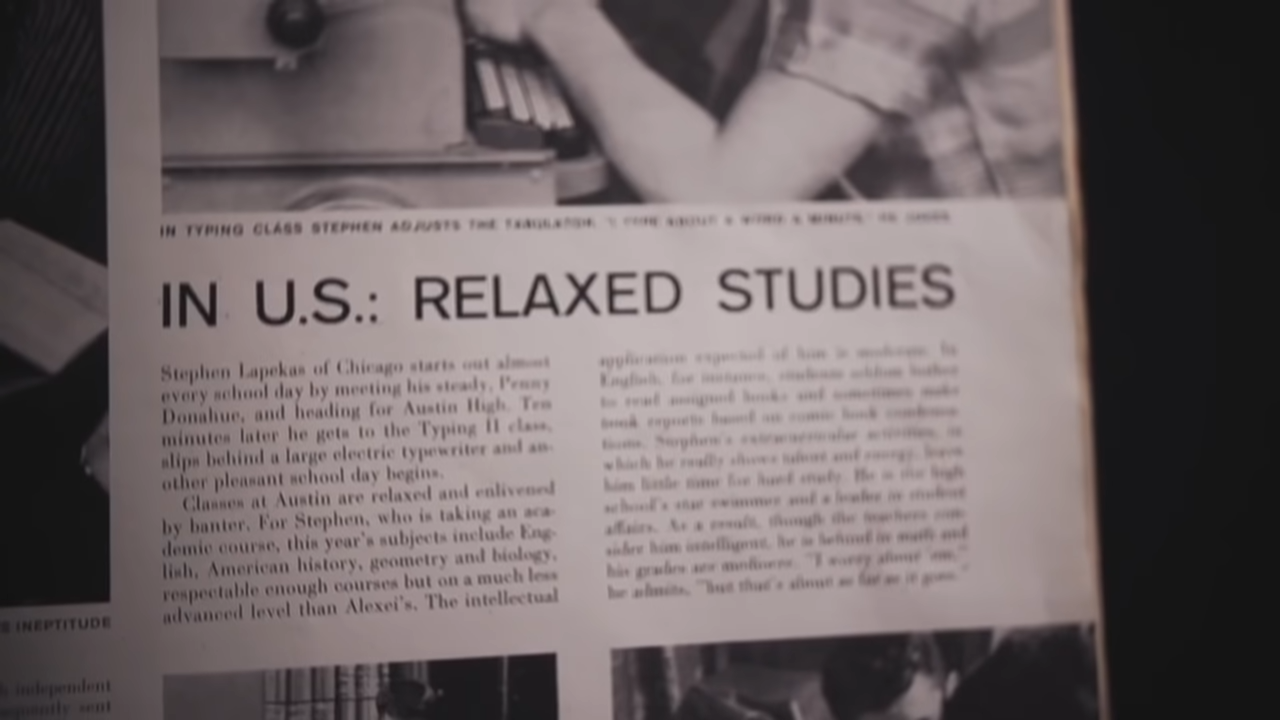 IN TYPING CLASS STEPHEN ADJUSTS THE TABULATOR.
IN U.S.: RELAXED STUDIES
Stephen Lapekas of Chicago starts out almost
every school day by meeting his steady, Penny
Donahue, and heading for Austin High. Ten
minutes later he gets to the Typing II class,
slips behind a large electric typewriter and an-
other pleasant school day begins.
Classes at Austin are relaxed and enlivened
by banter. For Stephen, who is taking an aca-
demic course, this year's subjects include Eng-
lish, American history, geometry and biology,
respectable enough courses but on a much less
advanced level than Alexei's. The intellectual
application expected of him is moderate. In
English, for instance, students seldom bother
to read assigned books and sometimes make
book reports based on comic book condensa-
tions. Stephen's extracurricular activities, in
which he really shows talent and energy, leave
him little time for hard study. He is the high
school's star swimmer and a leader in student
affairs. As a result, though the teachers con-
sider him intelligent, he is behind in math and
his grades are mediocre. "I worry about 'em,"
he admits, "but that's about as far as it goes."
S INEPTITUDE
independent
sent